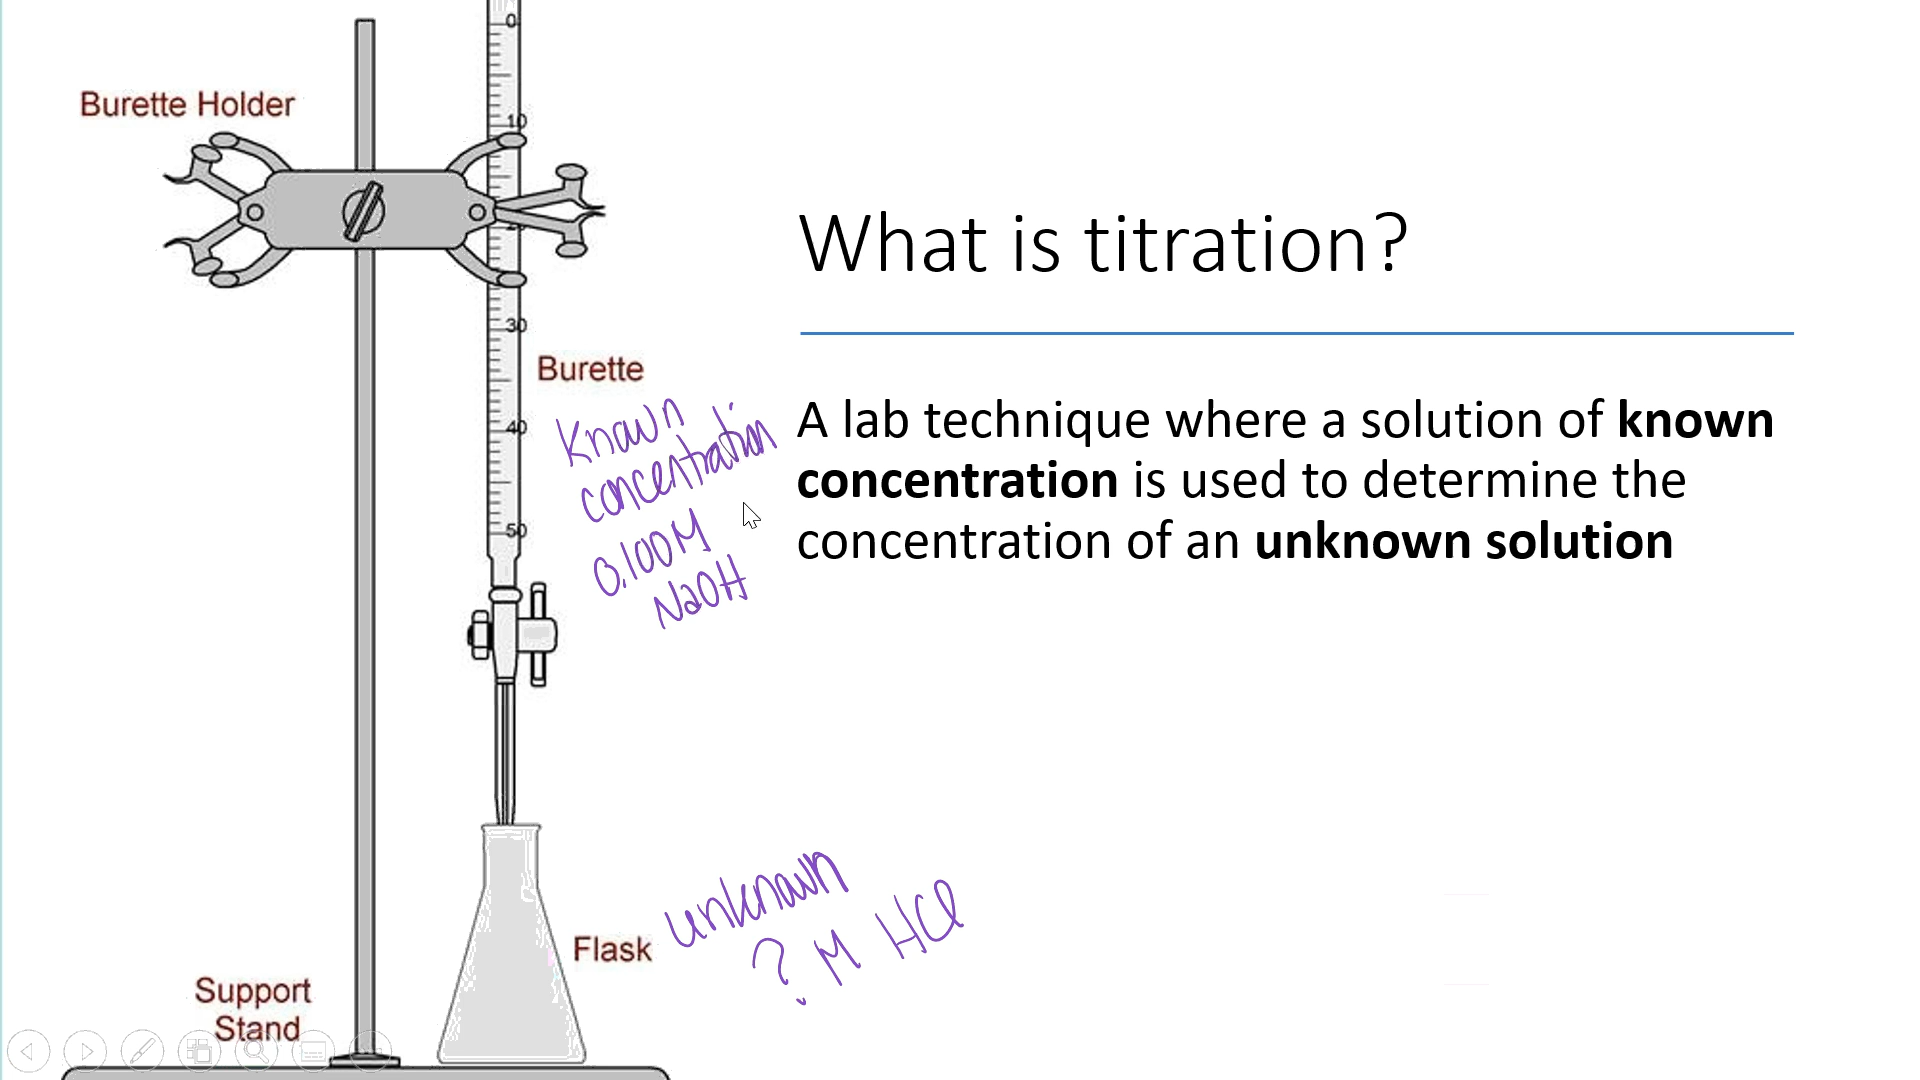 0
10
Burette Holder
30
Burette
40
50
Known
concentration
0.100M
NaOH
What is titration?
A lab technique where a solution of known
concentration is used to determine the
concentration of an unknown solution
unknown
? M HCl
Flask
Support
Stand